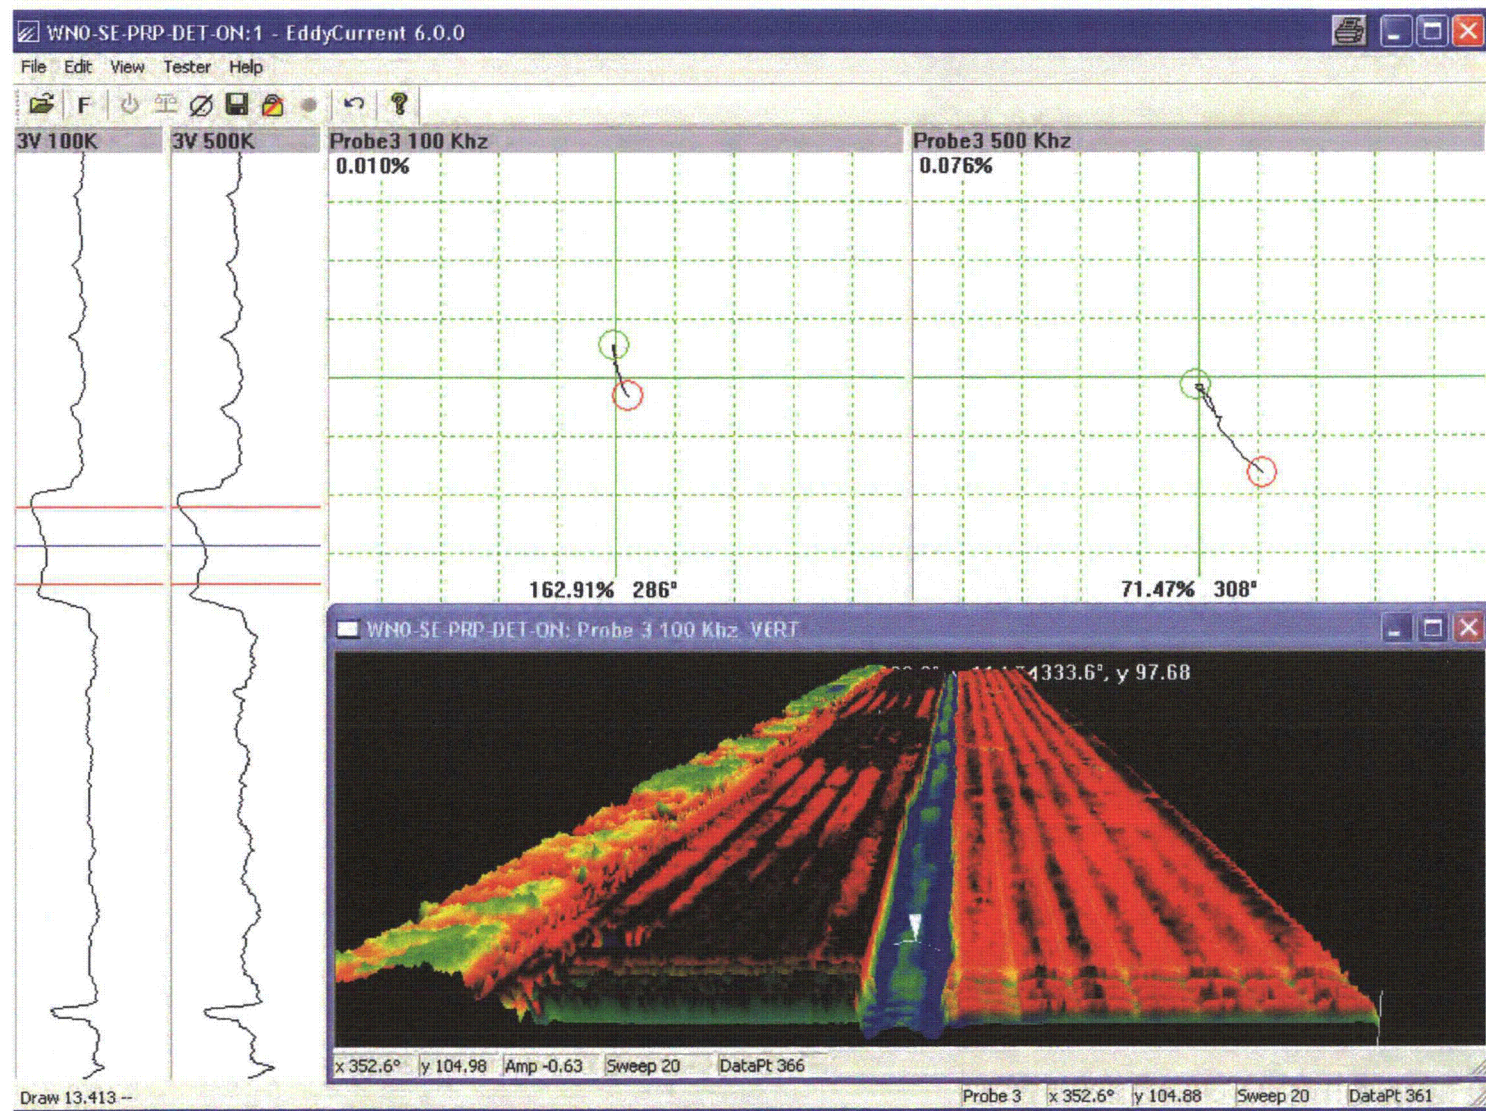 WN0-SE-PRP-DET-ON:1 - EddyCurrent 6.0.0
File Edit View Tester Help
F
3V 100K
3V 500K
Probe3 100 Khz
Probe3 500 Khz
0.010%
0.076%
162.91% 286°
71.47% 308°
WN0-SE-PRP-DET-ON: Probe 3 100 Khz VERT
4333.6°, y 97.68
x 352.6° y 104.98 Amp -0.63 Sweep 20 DataPt 366
Draw 13.413 -- Probe 3 x 352.6° y 104.88 Sweep 20 DataPt 361